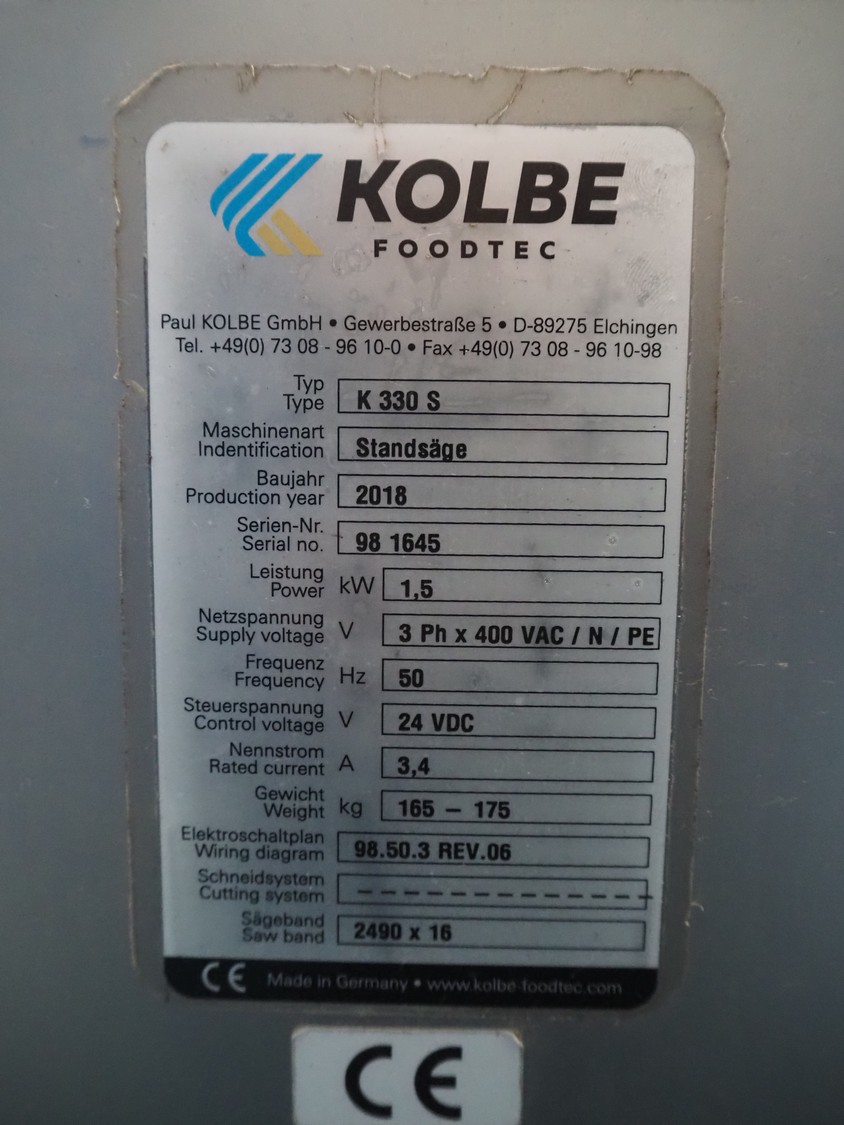 KOLBE
FOODTEC
Paul KOLBE GmbH • Gewerbestraße 5 • D-89275 Elchingen
Tel. +49(0) 73 08 - 96 10-0 • Fax +49(0) 73 08 - 96 10-98
Typ
Type K 330 S
Maschinenart
Indentification Standsäge
Baujahr
Production year 2018
Serien-Nr.
Serial no. 98 1645
Leistung
Power kW 1,5
Netzspannung
Supply voltage V 3 Ph x 400 VAC / N / PE
Frequenz
Frequency Hz 50
Steuerspannung
Control voltage V 24 VDC
Nennstrom
Rated current A 3,4
Gewicht
Weight kg 165 – 175
Elektroschaltplan
Wiring diagram 98.50.3 REV.06
Schneidsystem
Cutting system – – – – – – – – – – – – – – –
Sägeband
Saw band 2490 x 16
CE Made in Germany • www.kolbe-foodtec.com
CE